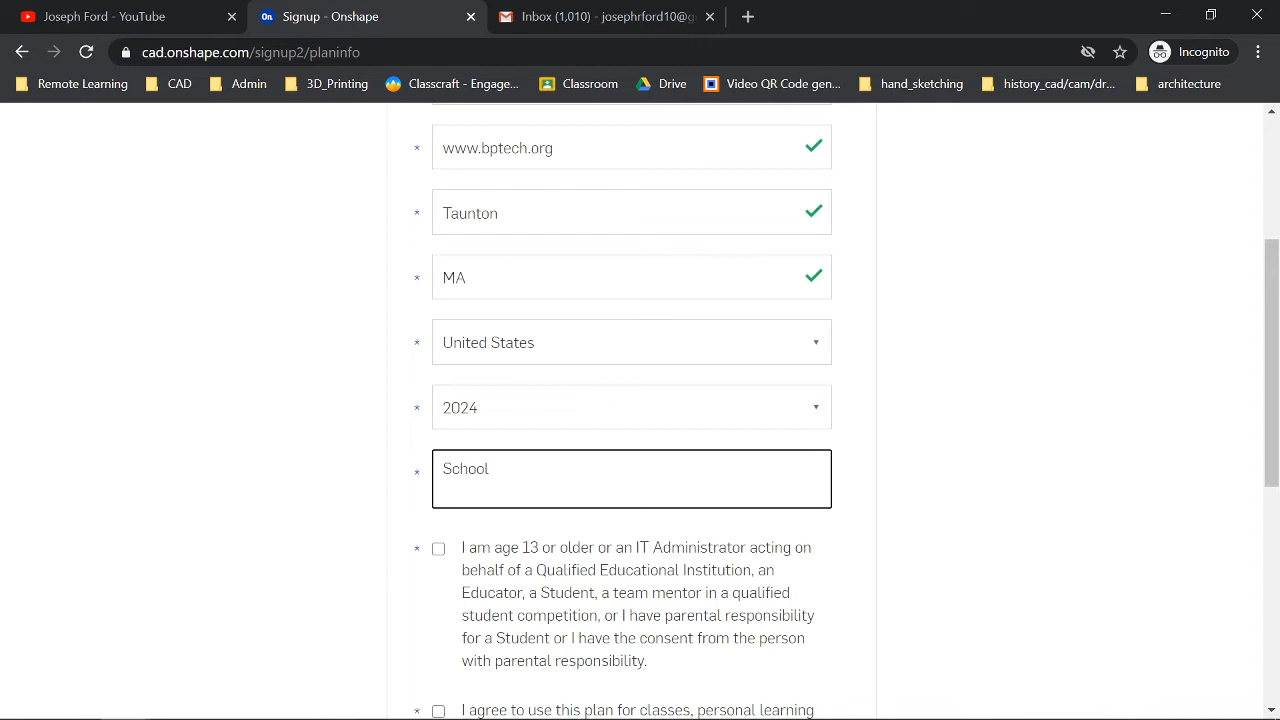 Joseph Ford - YouTube
On Signup - Onshape
Inbox (1,010) - josephrford10@g
cad.onshape.com/signup2/planinfo
Incognito
Remote Learning
CAD
Admin
3D_Printing
Classcraft - Engage...
Classroom
Drive
Video QR Code gen...
hand_sketching
history_cad/cam/dr...
architecture
* www.bptech.org
* Taunton
* MA
* United States
* 2024
* School
* I am age 13 or older or an IT Administrator acting on
behalf of a Qualified Educational Institution, an
Educator, a Student, a team mentor in a qualified
student competition, or I have parental responsibility
for a Student or I have the consent from the person
with parental responsibility.
* I agree to use this plan for classes, personal learning